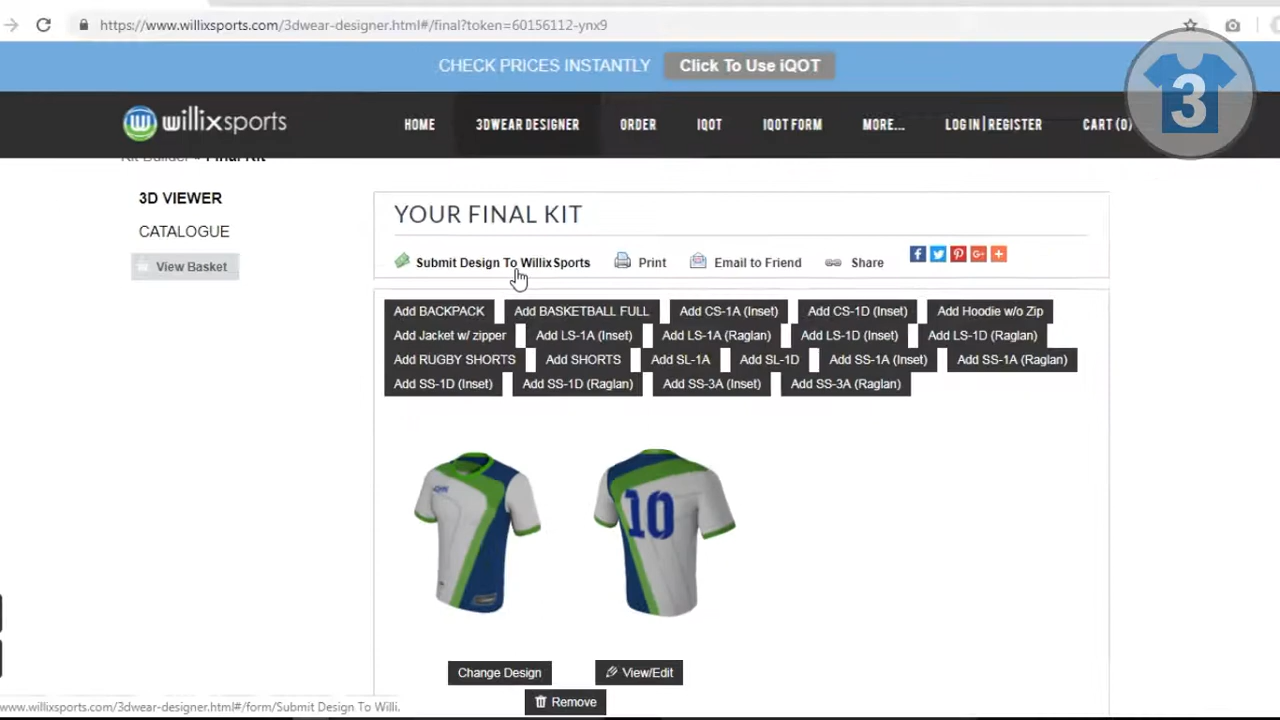 https://www.willixsports.com/3dwear-designer.html#/final?token=60156112-ynx9
CHECK PRICES INSTANTLY Click To Use iQOT
3
willixsports HOME 3DWEAR DESIGNER ORDER IQOT IQOT FORM MORE... LOG IN | REGISTER CART (0)
Kit Builder » Final Kit
3D VIEWER
CATALOGUE
View Basket
YOUR FINAL KIT
Submit Design To WillixSports Print Email to Friend Share
Add BACKPACK Add BASKETBALL FULL Add CS-1A (Inset) Add CS-1D (Inset) Add Hoodie w/o Zip
Add Jacket w/ zipper Add LS-1A (Inset) Add LS-1A (Raglan) Add LS-1D (Inset) Add LS-1D (Raglan)
Add RUGBY SHORTS Add SHORTS Add SL-1A Add SL-1D Add SS-1A (Inset) Add SS-1A (Raglan)
Add SS-1D (Inset) Add SS-1D (Raglan) Add SS-3A (Inset) Add SS-3A (Raglan)
JOHN
10
Change Design View/Edit
Remove
www.willixsports.com/3dwear-designer.html#/form/Submit Design To Willi...